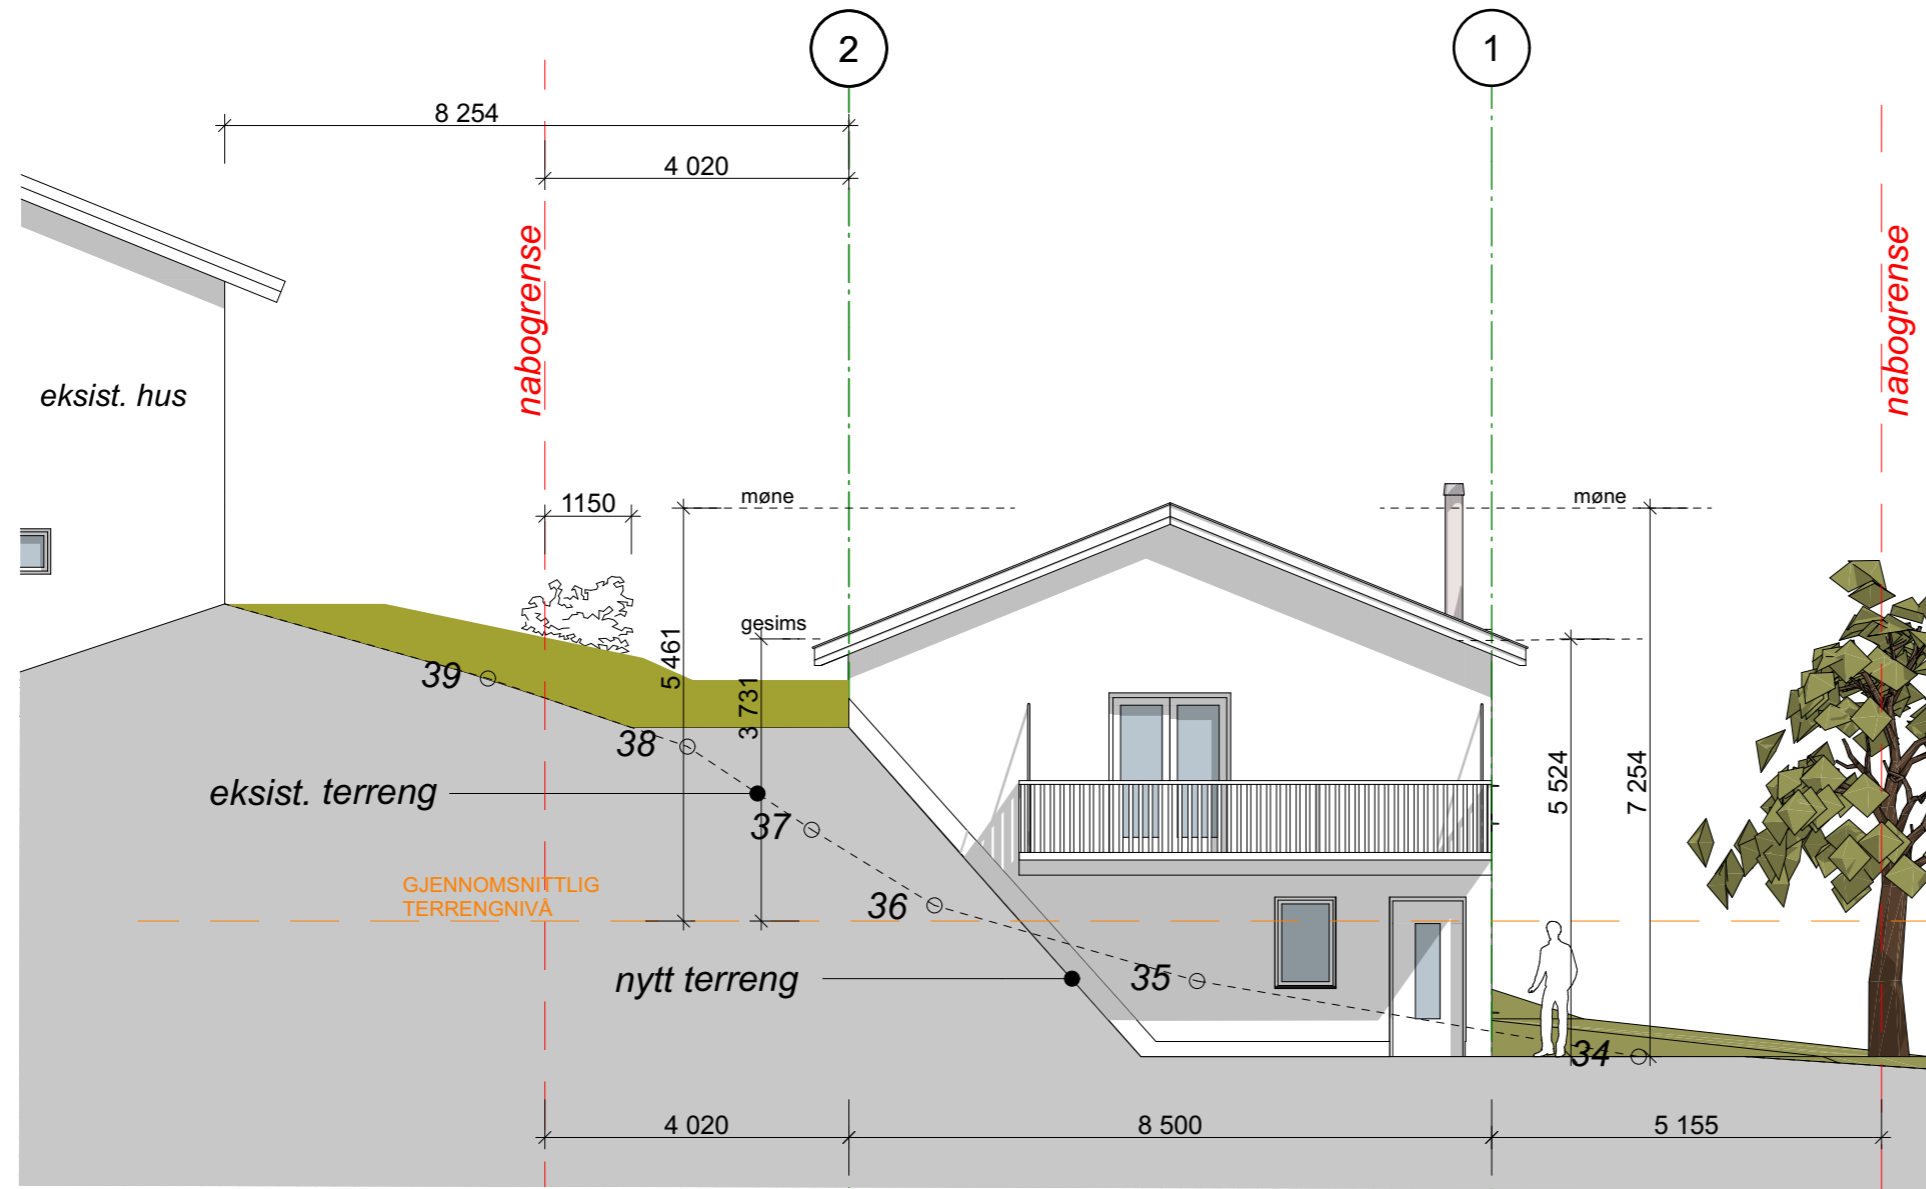 2
1
8 254
4 020
nabogrense
nabogrense
eksist. hus
1150
møne
møne
gesims
5 461
3 731
39
38
eksist. terreng
37
5 524
7 254
GJENNOMSNITTLIG
TERRENGNIVÅ
36
nytt terreng
35
34
4 020
8 500
5 155